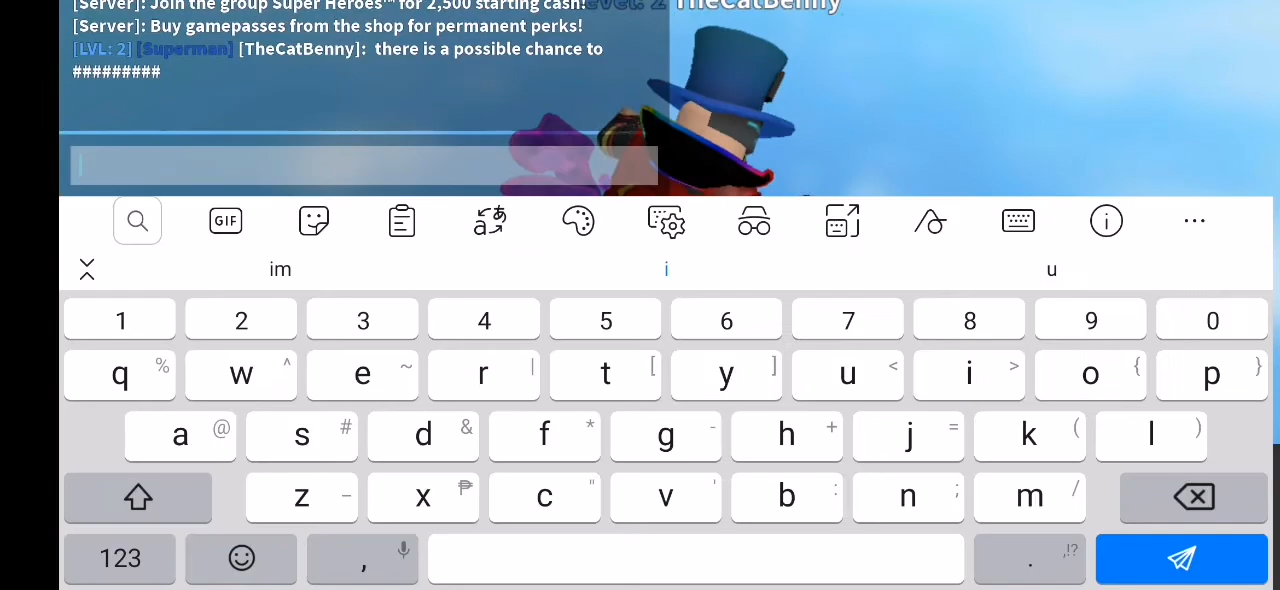 [Server]: Join the group Super Heroes™ for 2,500 starting cash!
Level: 2 TheCatBenny
[Server]: Buy gamepasses from the shop for permanent perks!
[LVL: 2] [Superman] [TheCatBenny]: there is a possible chance to
#########
GIF
im i u
1 2 3 4 5 6 7 8 9 0
q % w ^ e ~ r | t [ y ] u < i > o { p }
a @ s # d & f * g - h + j = k ( l )
z – x ₱ c " v ' b : n ; m /
123 , . ,!?